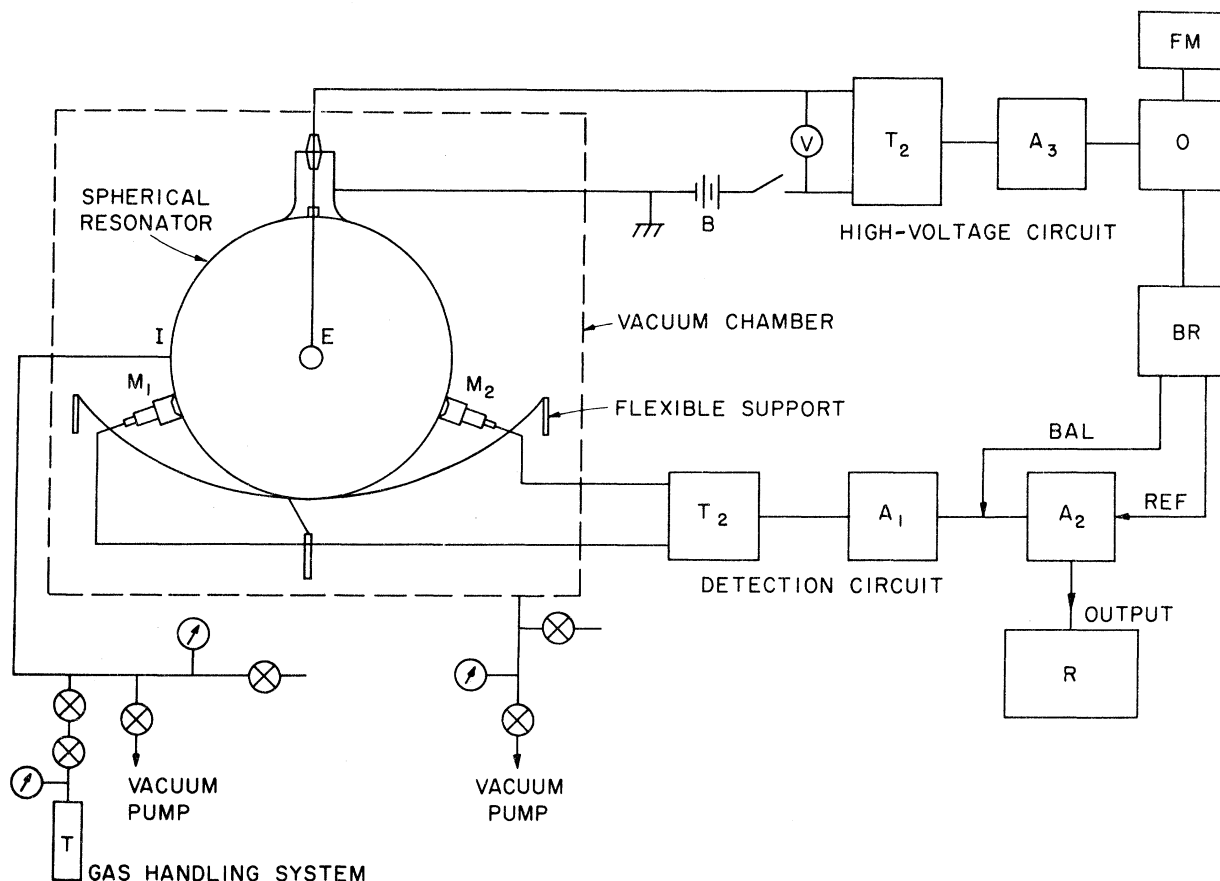 FM
V
T₂
A₃
O
B
HIGH-VOLTAGE CIRCUIT
SPHERICAL
RESONATOR
VACUUM CHAMBER
BR
I
E
M₁
M₂
FLEXIBLE SUPPORT
BAL
T₂
A₁
A₂
REF
DETECTION CIRCUIT
OUTPUT
R
VACUUM
PUMP
VACUUM
PUMP
T
GAS HANDLING SYSTEM